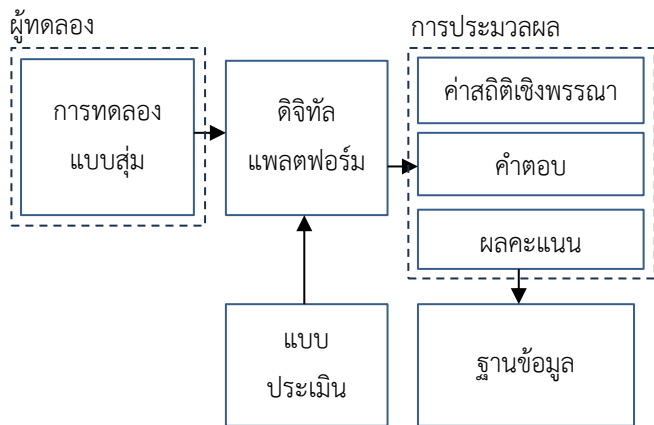 ผู้ทดลอง
การทดลอง
แบบสุ่ม
ดิจิทัล
แพลตฟอร์ม
การประมวลผล
ค่าสถิติเชิงพรรณา
คำตอบ
ผลคะแนน
แบบ
ประเมิน
ฐานข้อมูล